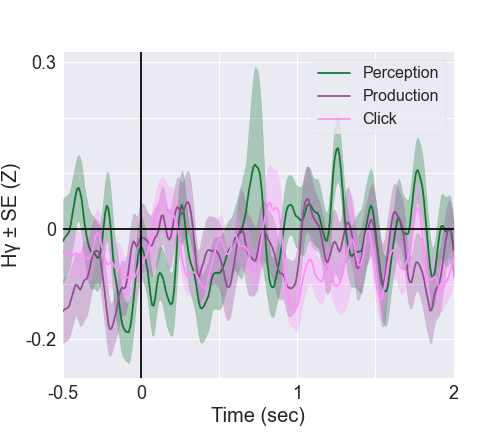 0.3
Perception
Production
Click
0
-0.2
Hγ ± SE (Z)
-0.5 0 1 2
Time (sec)